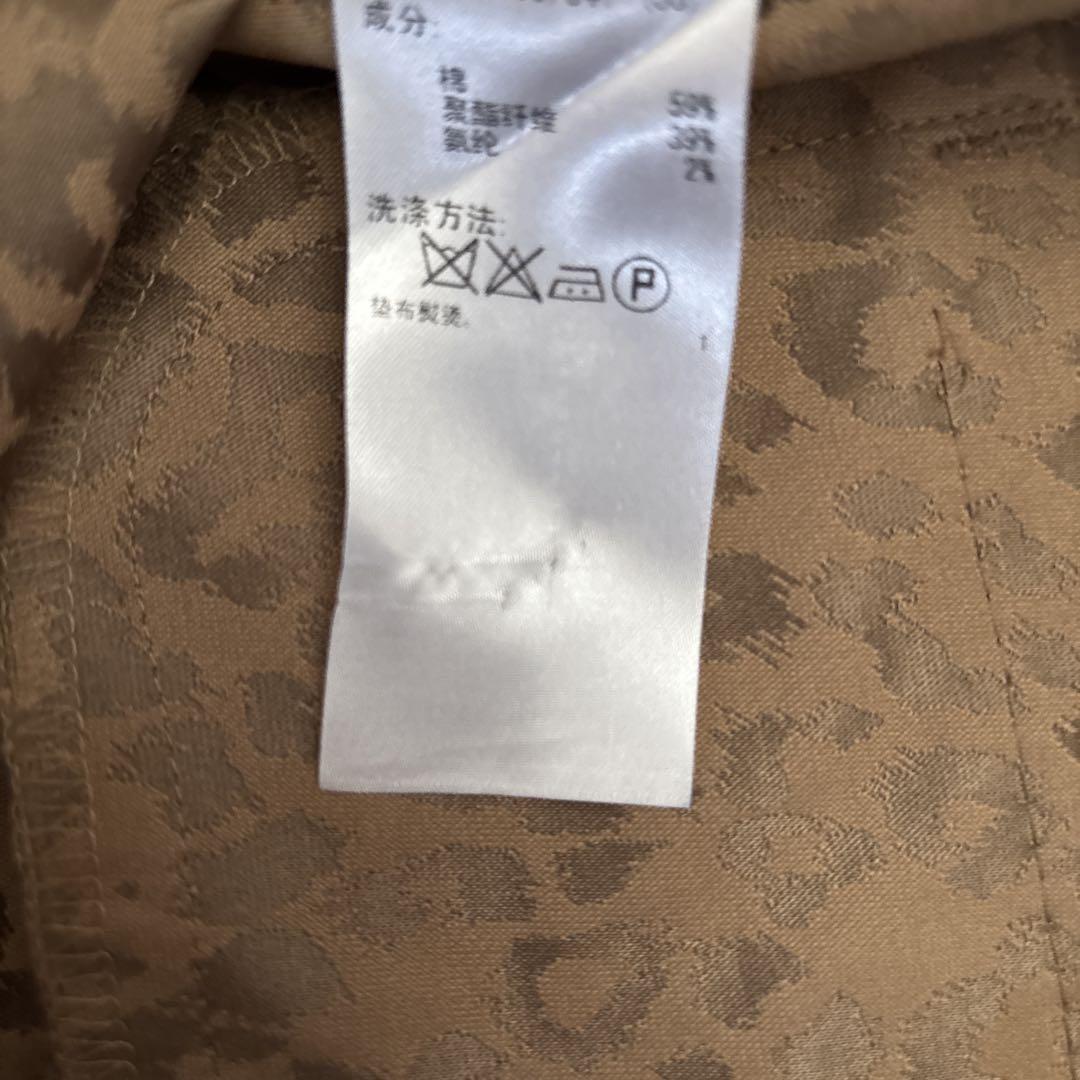 成分:
棉 59%
聚酯纤维 39%
氨纶 2%
洗涤方法:
P
垫布熨烫.